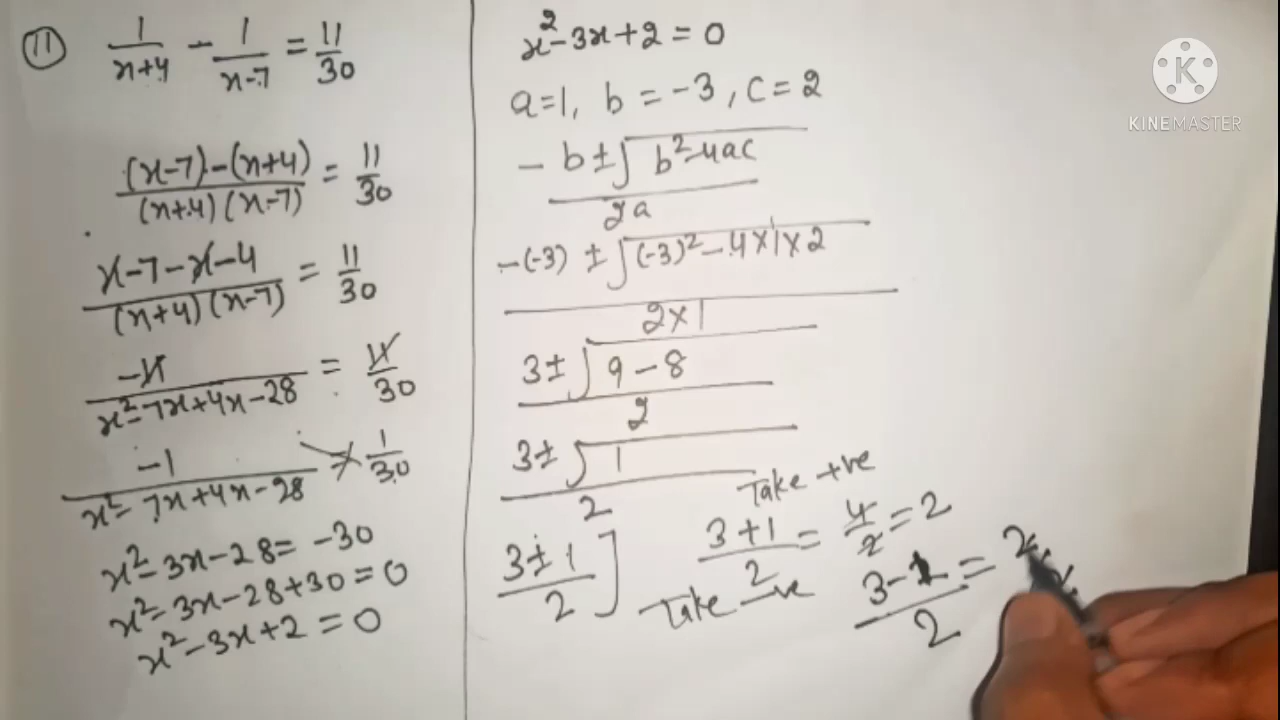 11 1/(x+4) - 1/(x-7) = 11/30
((x-7)-(x+4))/((x+4)(x-7)) = 11/30
(x-7-x-4)/((x+4)(x-7)) = 11/30
-11/(x²-7x+4x-28) = 11/30
-1/(x²-7x+4x-28) = 1/30
x²-3x-28 = -30
x²-3x-28+30 = 0
x²-3x+2 = 0
x²-3x+2 = 0
a=1, b = -3, c = 2
(-b±√(b²-4ac))/2a
(-(-3) ± √((-3)²-4×1×2))/(2×1)
(3±√(9-8))/2
(3±√1)/2
(3±1)/2]
Take +ve
(3+1)/2 = 4/2 = 2
Take -ve
(3-1)/2 = 2
KINEMASTER